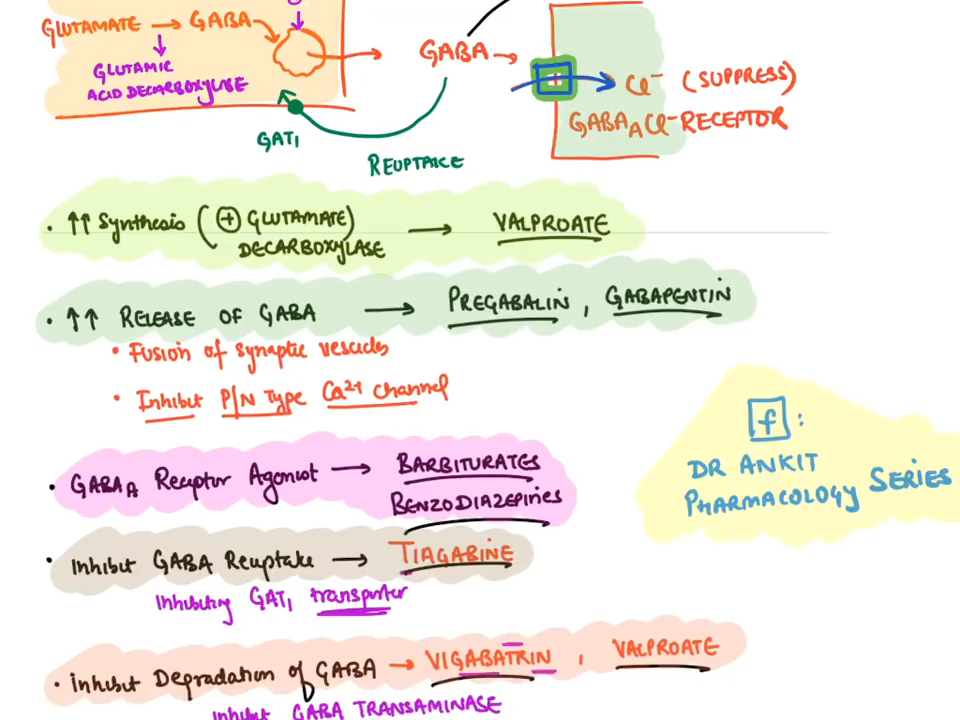 GLUTAMATE → GABA
GLUTAMIC
ACID DECARBOXYLASE
GABA →
Cl⁻ (SUPPRESS)
GABA_A Cl⁻ RECEPTOR
GAT₁
REUPTAKE
• ↑↑ Synthesis (⊕ GLUTAMATE)
DECARBOXYLASE → VALPROATE
• ↑↑ RELEASE OF GABA → PREGABALIN, GABAPENTIN
• Fusion of synaptic vesicles
• Inhibit P/N Type Ca²⁺ channel
f :
DR ANKIT
PHARMACOLOGY SERIES
• GABA_A Receptor Agonist → BARBITURATES
BENZODIAZEPINES
• Inhibit GABA Reuptake → TIAGABINE
Inhibiting GAT₁ transporter
• Inhibit Degradation of GABA → VIGABATRIN, VALPROATE
Inhibit GABA TRANSAMINASE